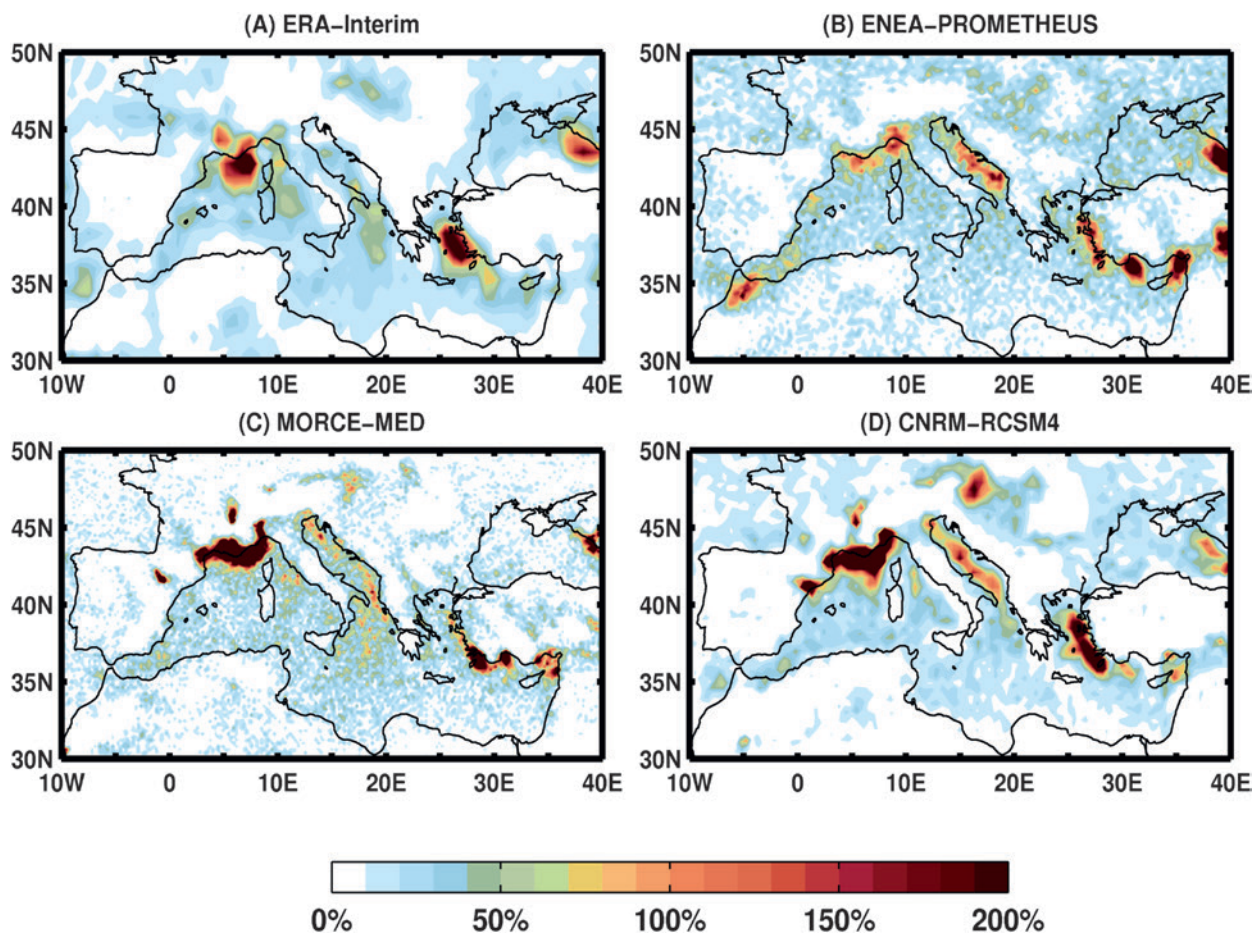 (A) ERA-Interim
50N
45N
40N
35N
30N
10W 0 10E 20E 30E 40E
(B) ENEA-PROMETHEUS
50N
45N
40N
35N
30N
10W 0 10E 20E 30E 40E
(C) MORCE-MED
50N
45N
40N
35N
30N
10W 0 10E 20E 30E 40E
(D) CNRM-RCSM4
50N
45N
40N
35N
30N
10W 0 10E 20E 30E 40E
0% 50% 100% 150% 200%